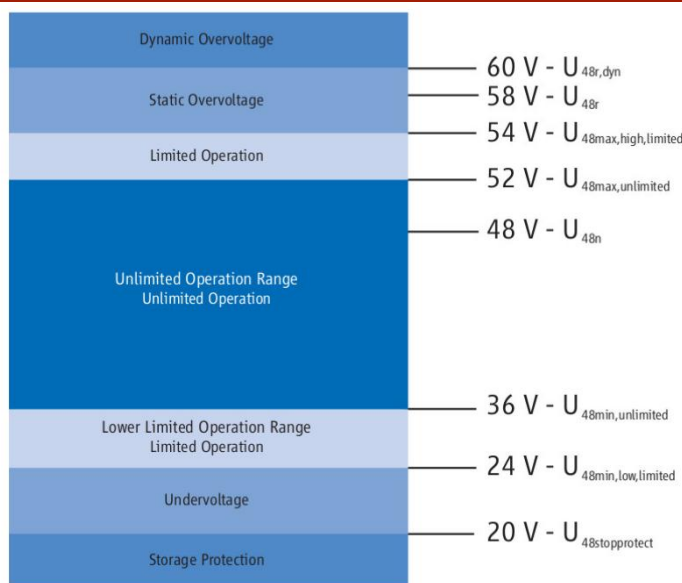 Dynamic Overvoltage
60 V - U48r,dyn
58 V - U48r
Static Overvoltage
54 V - U48max,high,limited
Limited Operation
52 V - U48max,unlimited
48 V - U48n
Unlimited Operation Range
Unlimited Operation
36 V - U48min,unlimited
Lower Limited Operation Range
Limited Operation
24 V - U48min,low,limited
Undervoltage
20 V - U48stopprotect
Storage Protection